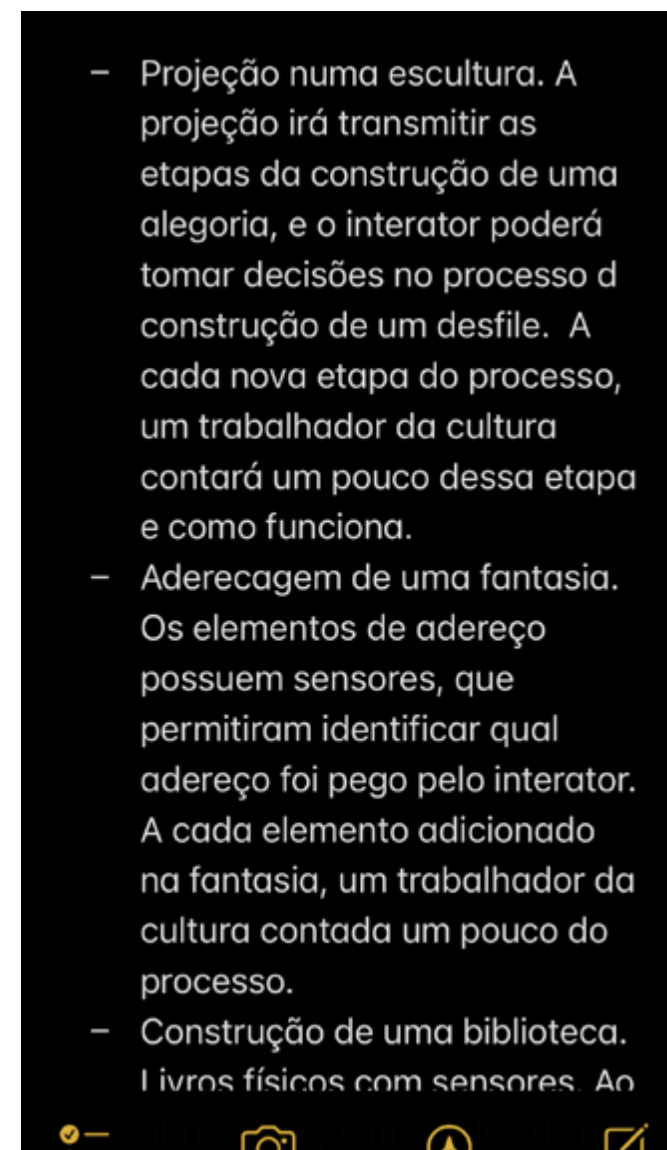 – Projeção numa escultura. A
projeção irá transmitir as
etapas da construção de uma
alegoria, e o interator poderá
tomar decisões no processo d
construção de um desfile.  A
cada nova etapa do processo,
um trabalhador da cultura
contará um pouco dessa etapa
e como funciona.
– Aderecagem de uma fantasia.
Os elementos de adereço
possuem sensores, que
permitiram identificar qual
adereço foi pego pelo interator.
A cada elemento adicionado
na fantasia, um trabalhador da
cultura contada um pouco do
processo.
– Construção de uma biblioteca.
Livros físicos com sensores. Ao